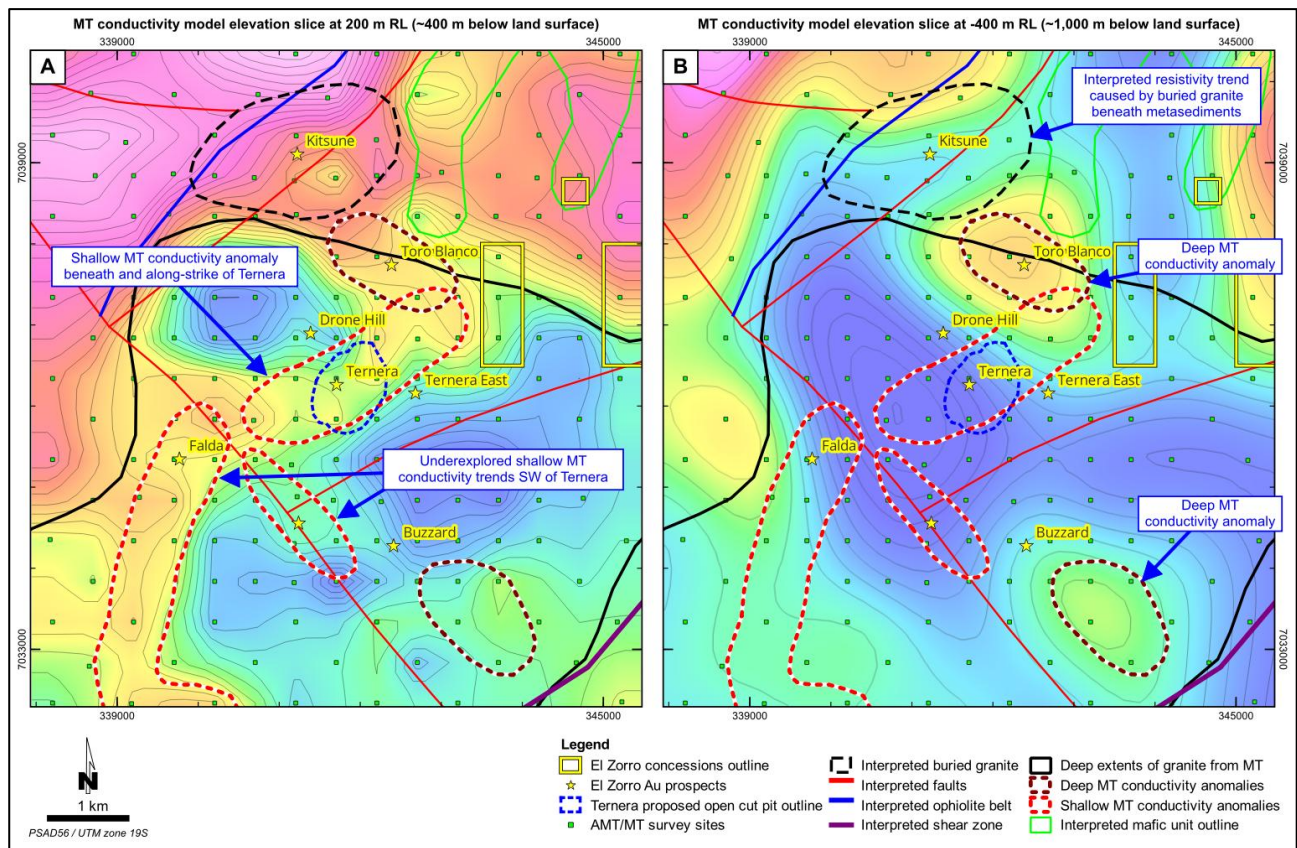 MT conductivity model elevation slice at 200 m RL (~400 m below land surface)
MT conductivity model elevation slice at -400 m RL (~1,000 m below land surface)
339000
345000
339000
345000
A
Kitsune
7039000
Toro Blanco
Shallow MT conductivity anomaly
beneath and along-strike of Ternera
Drone Hill
Ternera
Ternera East
Falda
Underexplored shallow MT
conductivity trends SW of Ternera
Buzzard
7033000
339000
345000
B
Interpreted resistivity trend
caused by buried granite
beneath metasediments
Kitsune
7039000
Toro Blanco
Deep MT
conductivity anomaly
Drone Hill
Ternera
Ternera East
Falda
Deep MT
conductivity anomaly
Buzzard
7033000
339000
345000
N
1 km
PSAD56 / UTM zone 19S
Legend
El Zorro concessions outline
El Zorro Au prospects
Ternera proposed open cut pit outline
AMT/MT survey sites
Interpreted buried granite
Interpreted faults
Interpreted ophiolite belt
Interpreted shear zone
Deep extents of granite from MT
Deep MT conductivity anomalies
Shallow MT conductivity anomalies
Interpreted mafic unit outline